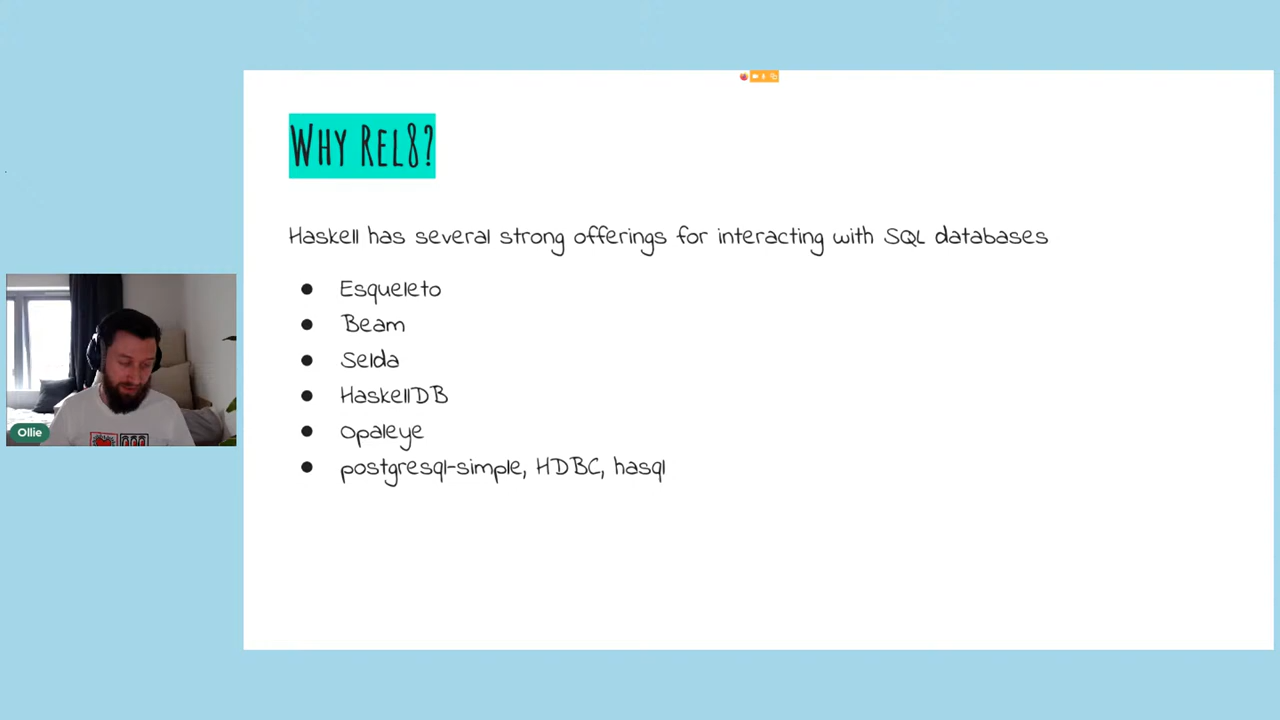 Why Rel8?
Haskell has several strong offerings for interacting with SQL databases
● Esqueleto
● Beam
● Selda
● HaskellDB
● Opaleye
● postgresql-simple, HDBC, hasql
Ollie